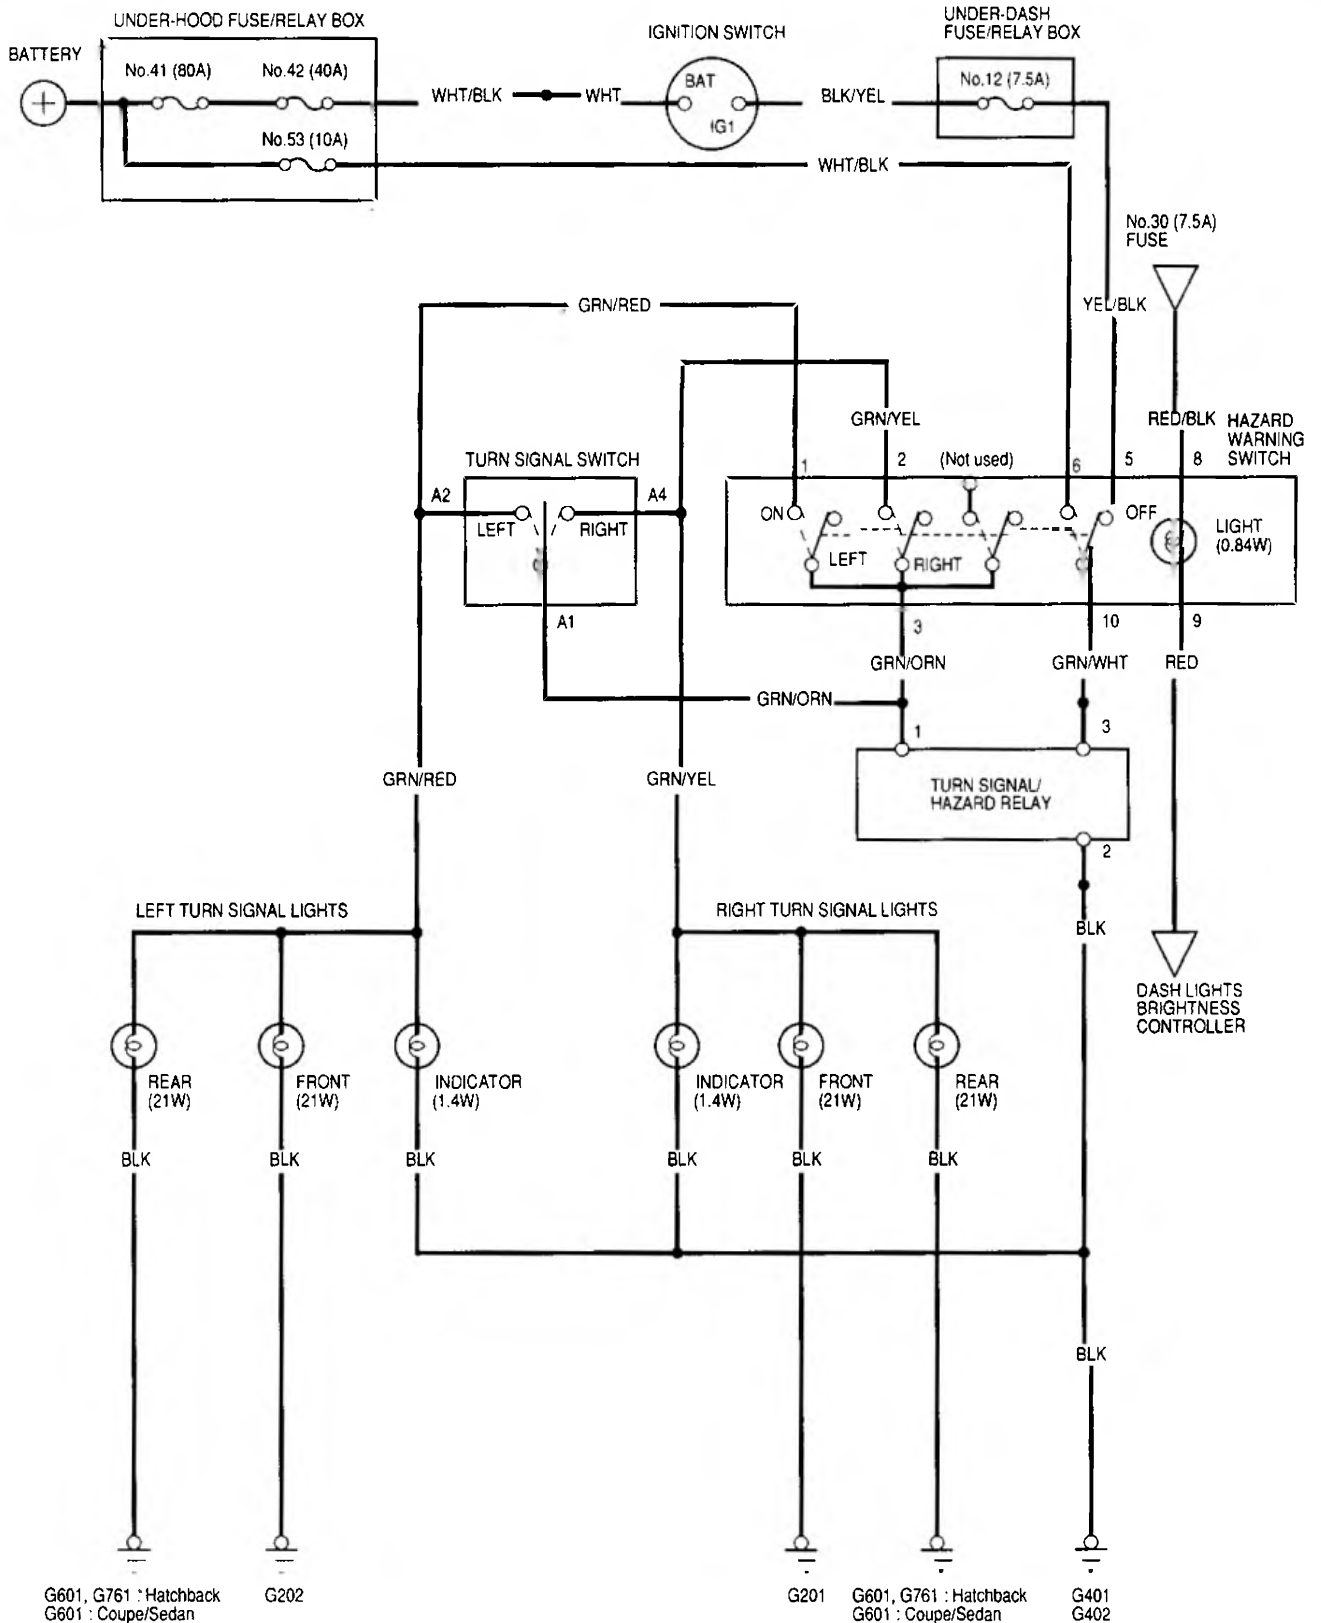 UNDER-HOOD FUSE/RELAY BOX
IGNITION SWITCH
UNDER-DASH
FUSE/RELAY BOX
BATTERY
No.41 (80A)
No.42 (40A)
WHT/BLK
WHT
BAT
IG1
BLK/YEL
No.12 (7.5A)
No.53 (10A)
WHT/BLK
No.30 (7.5A)
FUSE
GRN/RED
YEL/BLK
GRN/YEL
RED/BLK
HAZARD
WARNING
SWITCH
TURN SIGNAL SWITCH
1
2
(Not used)
6
5
8
A2
A4
LEFT
RIGHT
ON
OFF
LIGHT
(0.84W)
LEFT
RIGHT
A1
3
10
9
GRN/ORN
GRN/WHT
RED
GRN/ORN
1
3
GRN/RED
GRN/YEL
TURN SIGNAL/
HAZARD RELAY
2
LEFT TURN SIGNAL LIGHTS
RIGHT TURN SIGNAL LIGHTS
BLK
DASH LIGHTS
BRIGHTNESS
CONTROLLER
REAR
(21W)
FRONT
(21W)
INDICATOR
(1.4W)
INDICATOR
(1.4W)
FRONT
(21W)
REAR
(21W)
BLK
BLK
BLK
BLK
BLK
BLK
BLK
G601, G761 : Hatchback
G601 : Coupe/Sedan
G202
G201
G601, G761 : Hatchback
G601 : Coupe/Sedan
G401
G402